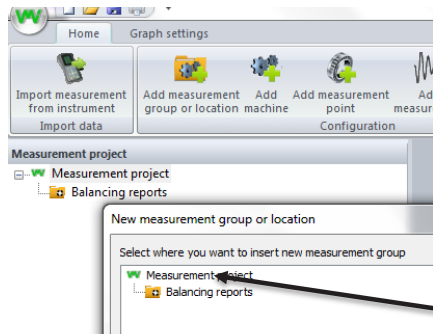 Home Graph settings
Import measurement from instrument
Add measurement group or location
Add machine
Add measurement point
Import data
Configuration
Measurement project
Measurement project
Balancing reports
New measurement group or location
Select where you want to insert new measurement group
Measurement project
Balancing reports